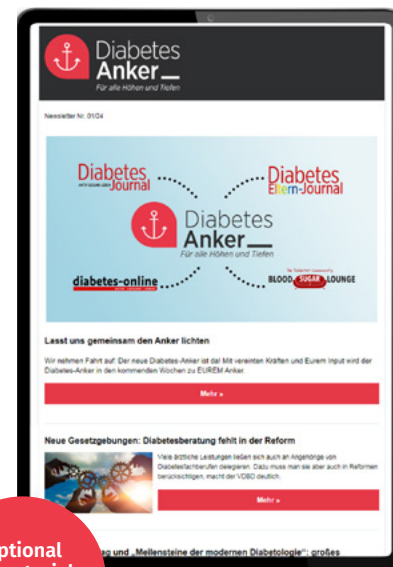 Diabetes
Anker
Für alle Höhen und Tiefen
Newsletter Nr. 01/24
Diabetes
Journal
Diabetes
Eltern-Journal
Diabetes
Anker
Für alle Höhen und Tiefen
diabetes-online
BLOOD SUGAR LOUNGE
Lasst uns gemeinsam den Anker lichten
Wir nehmen Fahrt auf: Der neue Diabetes-Anker ist da! Mit vereinten Kräften und Eurem Input wird der
Diabetes-Anker in den kommenden Wochen zu EUREM Anker.
Mehr »
Neue Gesetzgebungen: Diabetesberatung fehlt in der Reform
Viele ärztliche Leistungen ließen sich auch an Angehörige von
Diabetesfachberufen delegieren. Dazu muss man sie aber auch in Reformen
berücksichtigen, macht der VDBD deutlich.
Mehr »
ptional
ag und „Meilensteine der modernen Diabetologie“: großes